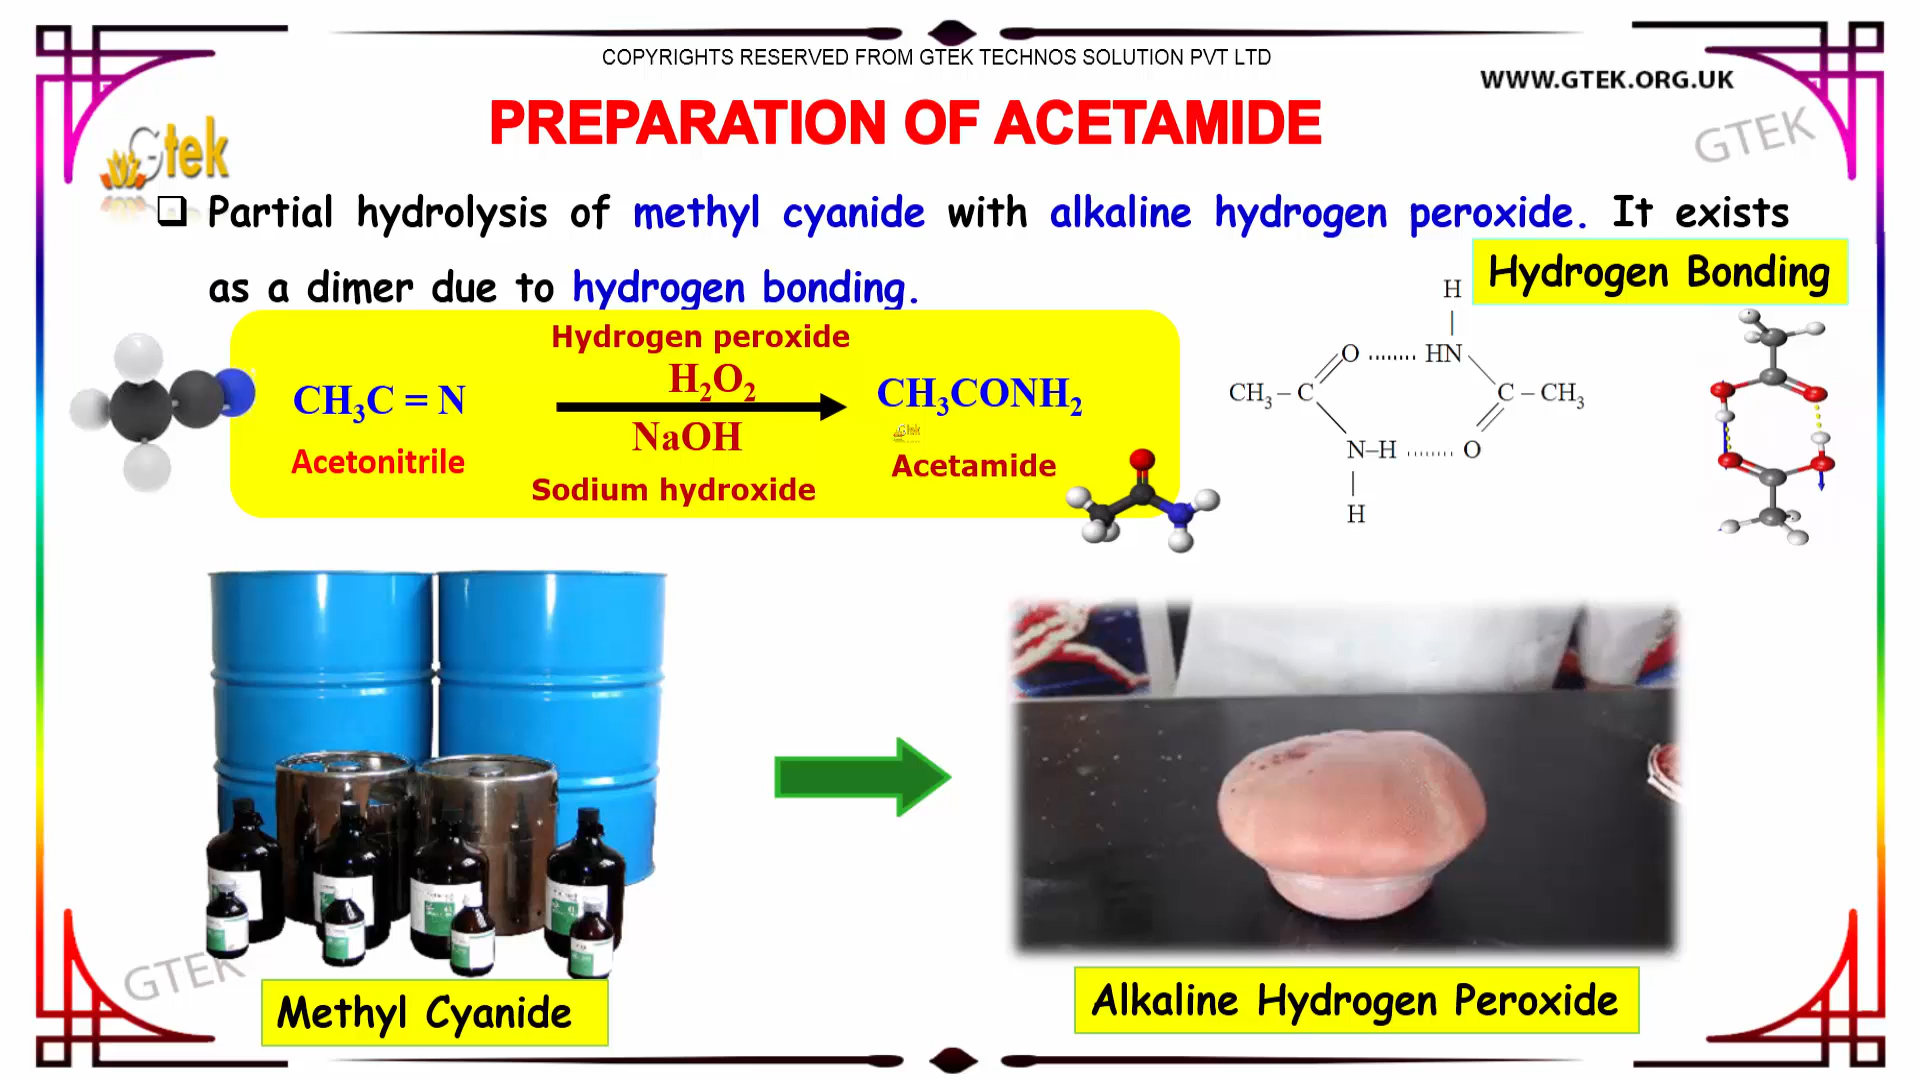 COPYRIGHTS RESERVED FROM GTEK TECHNOS SOLUTION PVT LTD
WWW.GTEK.ORG.UK
PREPARATION OF ACETAMIDE
GTEK
Gtek
❑ Partial hydrolysis of methyl cyanide with alkaline hydrogen peroxide. It exists
as a dimer due to hydrogen bonding.
Hydrogen Bonding
Hydrogen peroxide
H₂O₂
CH₃C = N
CH₃CONH₂
NaOH
Acetonitrile
Acetamide
Sodium hydroxide
H
|
O ........ HN
CH₃ – C
C – CH₃
N–H ........ O
|
H
GTEK
Methyl Cyanide
Alkaline Hydrogen Peroxide